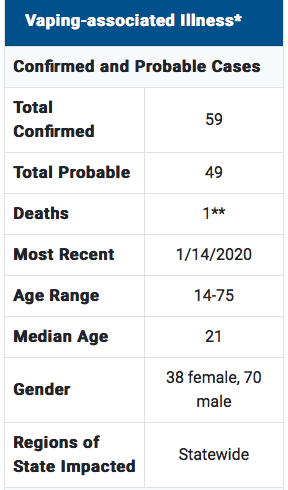 Vaping-associated Illness*
Confirmed and Probable Cases
Total
Confirmed
59
Total Probable
49
Deaths
1**
Most Recent
1/14/2020
Age Range
14-75
Median Age
21
Gender
38 female, 70
male
Regions of
State Impacted
Statewide